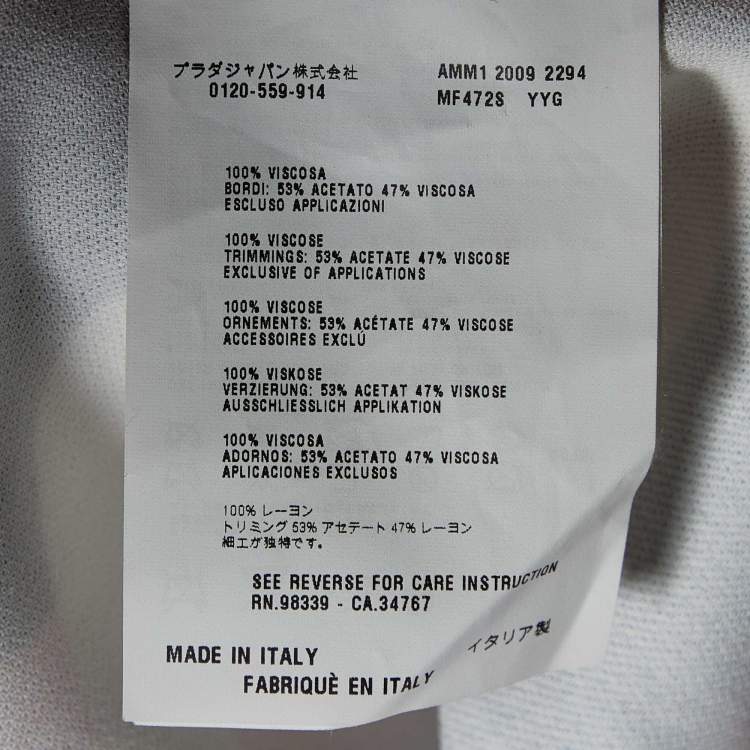 プラダジャパン株式会社
0120-559-914
AMM1 2009 2294
MF472S YYG
100% VISCOSA
BORDI: 53% ACETATO 47% VISCOSA
ESCLUSO APPLICAZIONI
100% VISCOSE
TRIMMINGS: 53% ACETATE 47% VISCOSE
EXCLUSIVE OF APPLICATIONS
100% VISCOSE
ORNEMENTS: 53% ACÉTATE 47% VISCOSE
ACCESSOIRES EXCLÚ
100% VISKOSE
VERZIERUNG: 53% ACETAT 47% VISKOSE
AUSSCHLIESSLICH APPLIKATION
100% VISCOSA
ADORNOS: 53% ACETATO 47% VISCOSA
APLICACIONES EXCLUSOS
100% レーヨン
トリミング 53% アセテート 47% レーヨン
細工が独特です。
SEE REVERSE FOR CARE INSTRUCTION
RN.98339 - CA.34767
イタリア製
MADE IN ITALY
FABRIQUÈ EN ITALY